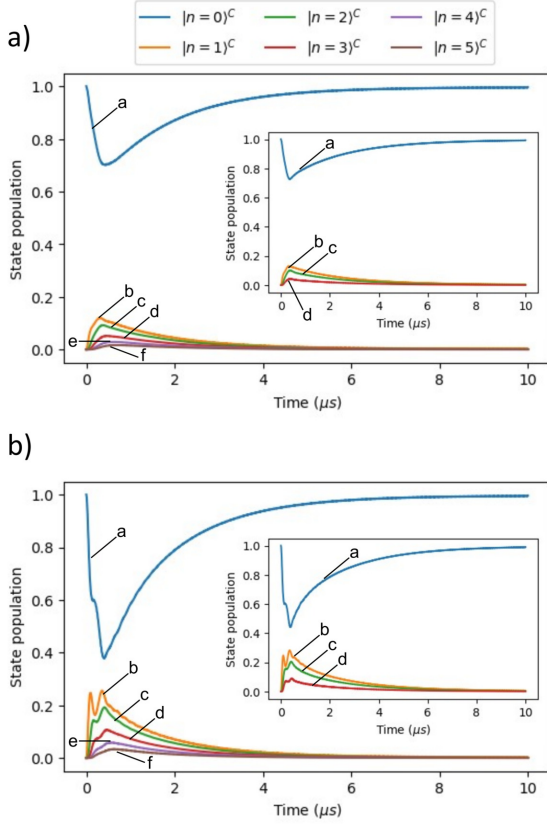 |n = 0⟩ᶜ |n = 2⟩ᶜ |n = 4⟩ᶜ
|n = 1⟩ᶜ |n = 3⟩ᶜ |n = 5⟩ᶜ
a)
State population
1.0
0.8
0.6
0.4
0.2
0.0
a
b
c
d
e
f
0 2 4 6 8 10
Time (μs)
State population
1.0
0.8
0.6
0.4
0.2
0.0
a
b
c
d
0 2 4 6 8 10
Time (μs)
b)
State population
1.0
0.8
0.6
0.4
0.2
0.0
a
b
c
d
e
f
0 2 4 6 8 10
Time (μs)
State population
1.0
0.8
0.6
0.4
0.2
0.0
a
b
c
d
0 2 4 6 8 10
Time (μs)